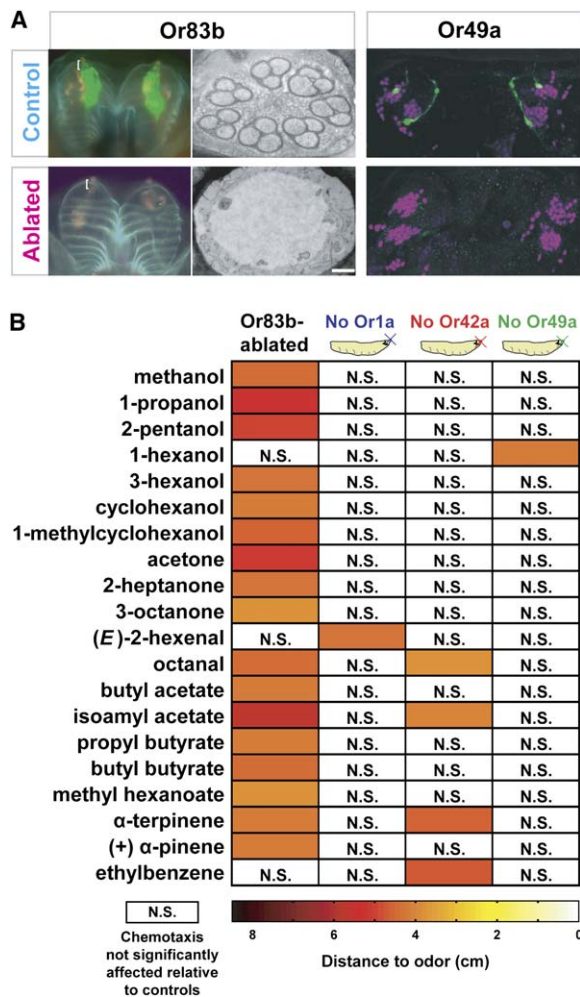 A
Or83b
Or49a
Control
Ablated
B
Or83b-
ablated
No Or1a
No Or42a
No Or49a
methanol N.S. N.S. N.S.
1-propanol N.S. N.S. N.S.
2-pentanol N.S. N.S. N.S.
1-hexanol N.S. N.S. N.S.
3-hexanol N.S. N.S. N.S.
cyclohexanol N.S. N.S. N.S.
1-methylcyclohexanol N.S. N.S. N.S.
acetone N.S. N.S. N.S.
2-heptanone N.S. N.S. N.S.
3-octanone N.S. N.S. N.S.
(E)-2-hexenal N.S. N.S. N.S.
octanal N.S. N.S.
butyl acetate N.S. N.S. N.S.
isoamyl acetate N.S. N.S.
propyl butyrate N.S. N.S. N.S.
butyl butyrate N.S. N.S. N.S.
methyl hexanoate N.S. N.S. N.S.
α-terpinene N.S. N.S.
(+) α-pinene N.S. N.S. N.S.
ethylbenzene N.S. N.S. N.S.
N.S.
Chemotaxis
not significantly
affected relative
to controls
8 6 4 2 0
Distance to odor (cm)